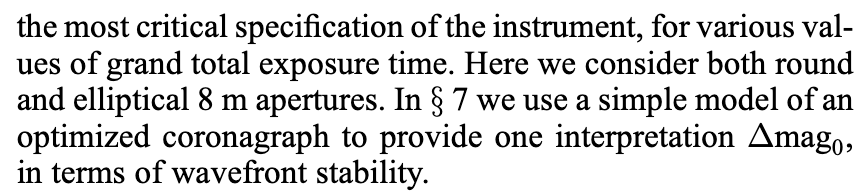 the most critical specification of the instrument, for various val-
ues of grand total exposure time. Here we consider both round
and elliptical 8 m apertures. In § 7 we use a simple model of an
optimized coronagraph to provide one interpretation Δmag₀,
in terms of wavefront stability.